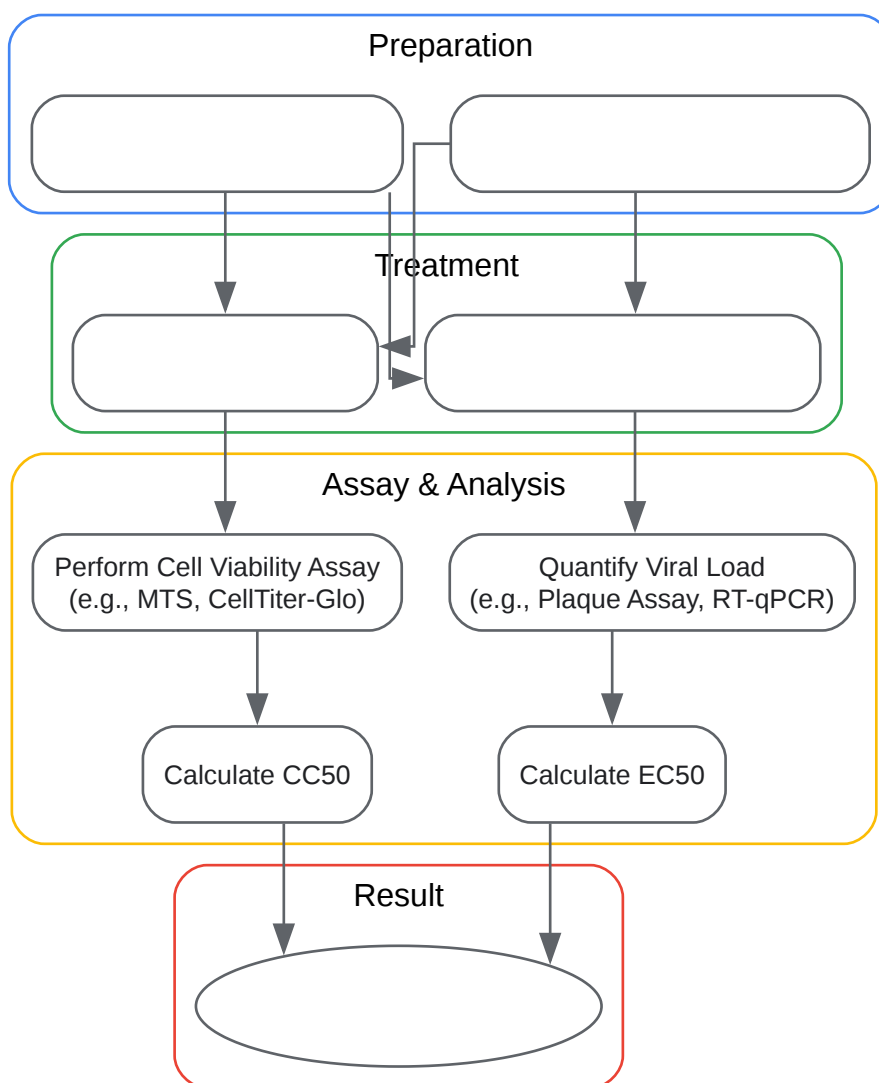 Preparation
Treatment
Assay & Analysis
Perform Cell Viability Assay
(e.g., MTS, CellTiter-Glo)
Quantify Viral Load
(e.g., Plaque Assay, RT-qPCR)
Calculate CC50
Calculate EC50
Result